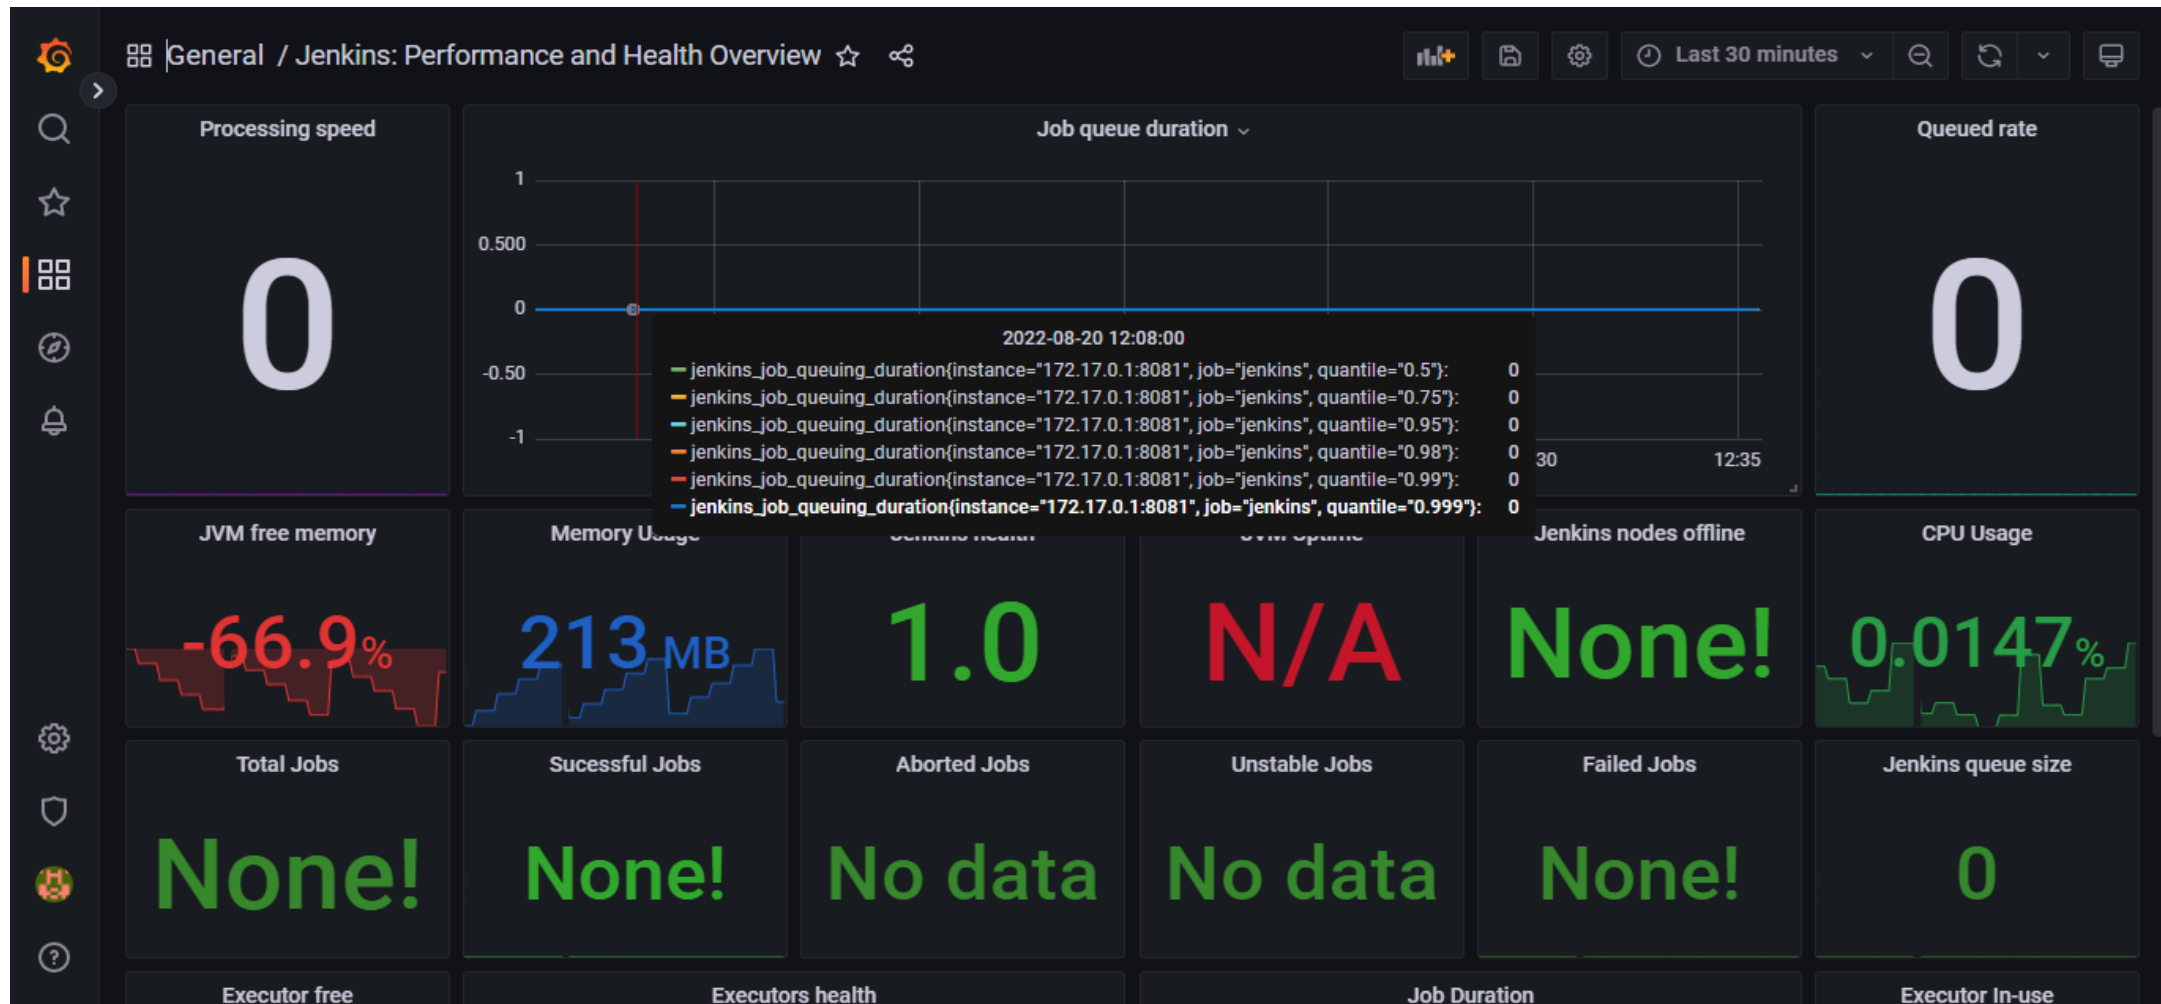 General / Jenkins: Performance and Health Overview
Last 30 minutes
Processing speed
0
Job queue duration
1
0.500
0
-0.50
-1
30
12:35
2022-08-20 12:08:00
jenkins_job_queuing_duration{instance="172.17.0.1:8081", job="jenkins", quantile="0.5"}: 0
jenkins_job_queuing_duration{instance="172.17.0.1:8081", job="jenkins", quantile="0.75"}: 0
jenkins_job_queuing_duration{instance="172.17.0.1:8081", job="jenkins", quantile="0.95"}: 0
jenkins_job_queuing_duration{instance="172.17.0.1:8081", job="jenkins", quantile="0.98"}: 0
jenkins_job_queuing_duration{instance="172.17.0.1:8081", job="jenkins", quantile="0.99"}: 0
jenkins_job_queuing_duration{instance="172.17.0.1:8081", job="jenkins", quantile="0.999"}: 0
Queued rate
0
JVM free memory
-66.9%
Memory Usage
213 MB
Jenkins health
1.0
JVM Uptime
N/A
Jenkins nodes offline
None!
CPU Usage
0.0147%
Total Jobs
None!
Sucessful Jobs
None!
Aborted Jobs
No data
Unstable Jobs
No data
Failed Jobs
None!
Jenkins queue size
0
Executor free
Executors health
Job Duration
Executor In-use